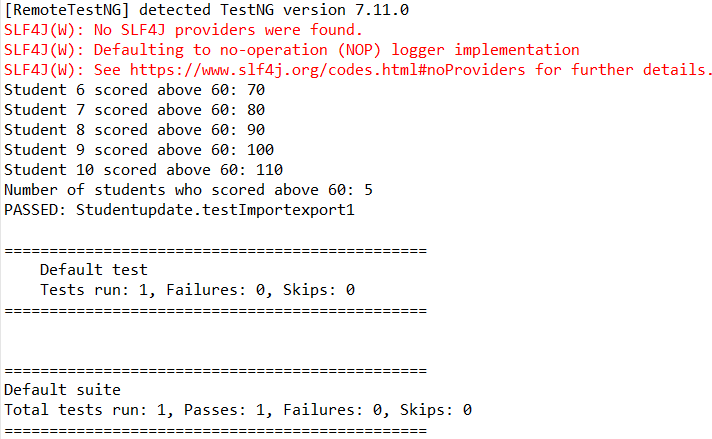 [RemoteTestNG] detected TestNG version 7.11.0
SLF4J(W): No SLF4J providers were found.
SLF4J(W): Defaulting to no-operation (NOP) logger implementation
SLF4J(W): See https://www.slf4j.org/codes.html#noProviders for further details.
Student 6 scored above 60: 70
Student 7 scored above 60: 80
Student 8 scored above 60: 90
Student 9 scored above 60: 100
Student 10 scored above 60: 110
Number of students who scored above 60: 5
PASSED: Studentupdate.testImportexport1
===============================================
    Default test
    Tests run: 1, Failures: 0, Skips: 0
===============================================
===============================================
Default suite
Total tests run: 1, Passes: 1, Failures: 0, Skips: 0
===============================================